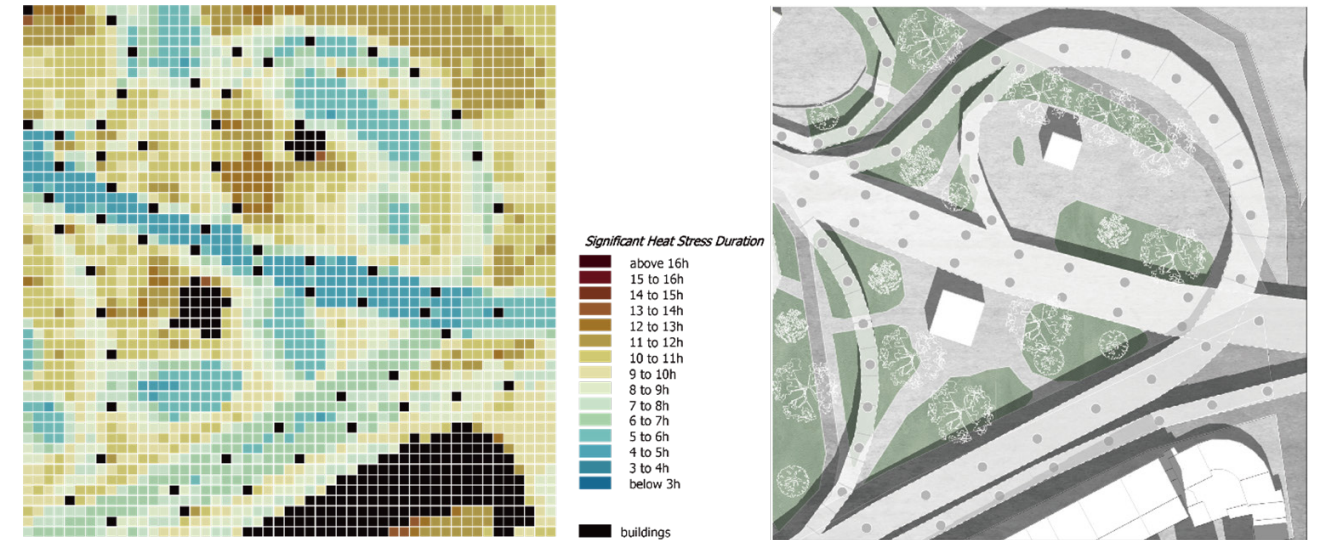 Significant Heat Stress Duration
above 16h
15 to 16h
14 to 15h
13 to 14h
12 to 13h
11 to 12h
10 to 11h
9 to 10h
8 to 9h
7 to 8h
6 to 7h
5 to 6h
4 to 5h
3 to 4h
below 3h
buildings